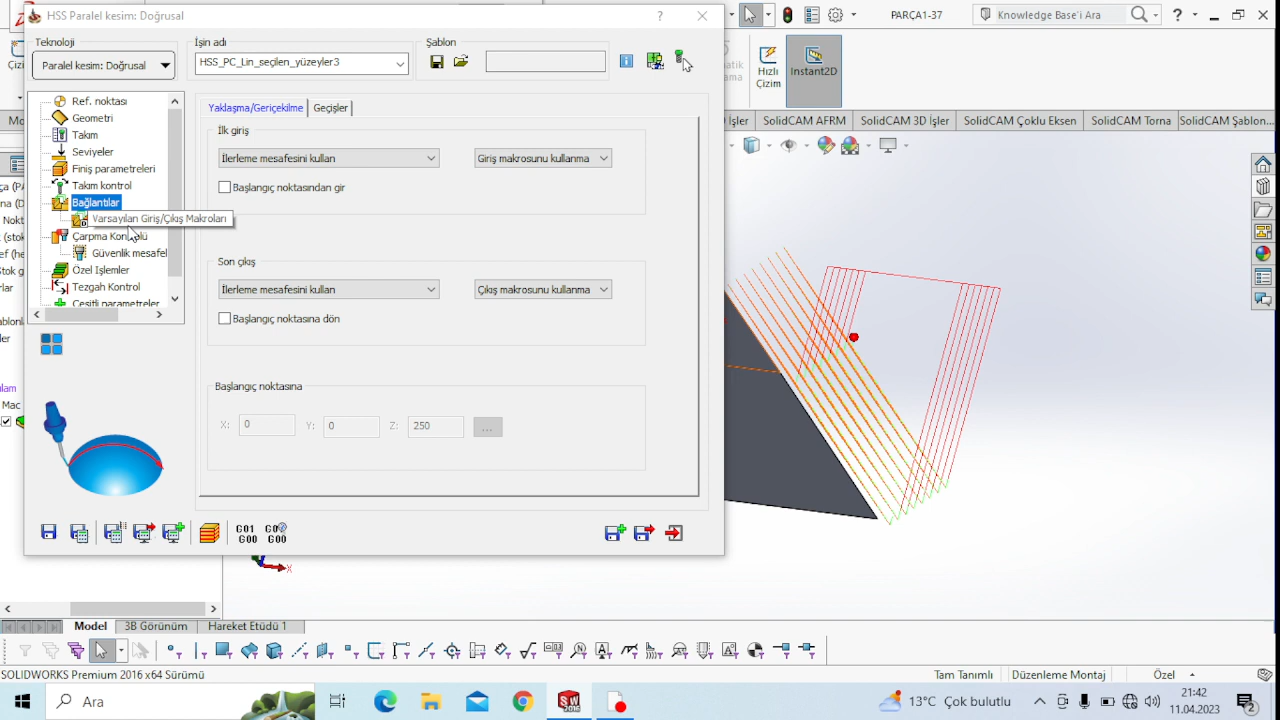 HSS Paralel kesim: Doğrusal
?
PARÇA1-37
Knowledge Base'i Ara
Teknoloji
İşin adı
Şablon
Paralel kesim: Doğrusal
HSS_PC_Lin_seçilen_yüzeyler3
Hızlı
Çizim
Instant2D
SolidCAM AFRM
SolidCAM 3D İşler
SolidCAM Çoklu Eksen
SolidCAM Torna
SolidCAM Şablon...
Ref. noktası
Geometri
Takım
Seviyeler
Finiş parametreleri
Takım kontrol
Bağlantılar
Varsayılan Giriş/Çıkış Makroları
Çarpma Kontrolü
Güvenlik mesafel
Özel İşlemler
Tezgah Kontrol
Çeşitli parametreler
Yaklaşma/Geriçekilme
Geçişler
İlk giriş
İlerleme mesafesini kullan
Giriş makrosunu kullanma
Başlangıç noktasından gir
Son çıkış
İlerleme mesafesini kullan
Çıkış makrosunu kullanma
Başlangıç noktasına dön
Başlangıç noktasına
X: 0 Y: 0 Z: 250 ...
G01
G00
G00
X
Model
3B Görünüm
Hareket Etüdü 1
SOLIDWORKS Premium 2016 x64 Sürümü
Tam Tanımlı
Düzenleme Montaj
Özel
Ara
13°C Çok bulutlu
21:42
11.04.2023
2